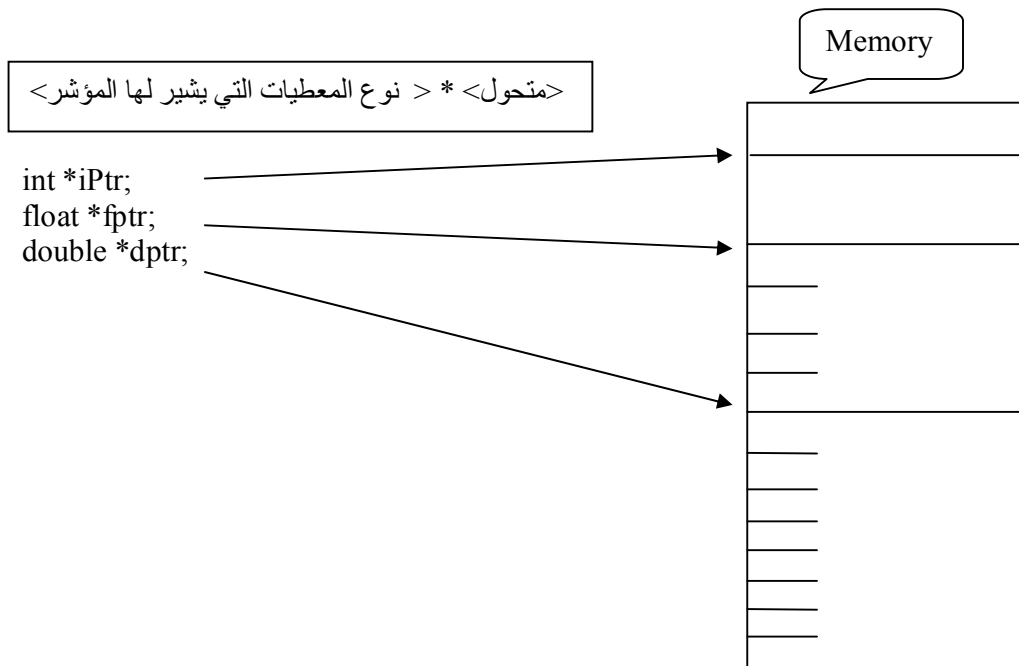 Memory
<متحول> * < نوع المعطيات التي يشير لها المؤشر>
int *iPtr;
float *fptr;
double *dptr;